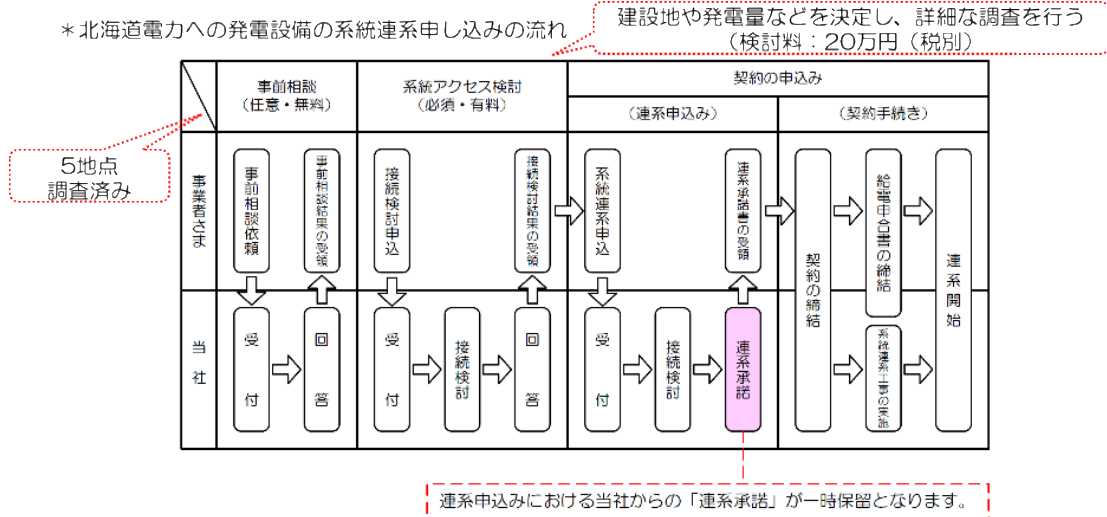 ＊北海道電力への発電設備の系統連系申し込みの流れ
建設地や発電量などを決定し、詳細な調査を行う
（検討料：20万円（税別）
事前相談
（任意・無料）
系統アクセス検討
（必須・有料）
契約の申込み
（連系申込み）
（契約手続き）
5地点
調査済み
事業者さま
事前相談依頼
事前相談結果の受領
接続検討申込
接続検討結果の受領
系統連系申込
連系承諾書の受領
契約の締結
給電申合書の締結
連系開始
当社
受付
回答
受付
接続検討
回答
受付
接続検討
連系承諾
系統連系工事の実施
連系申込みにおける当社からの「連系承諾」が一時保留となります。